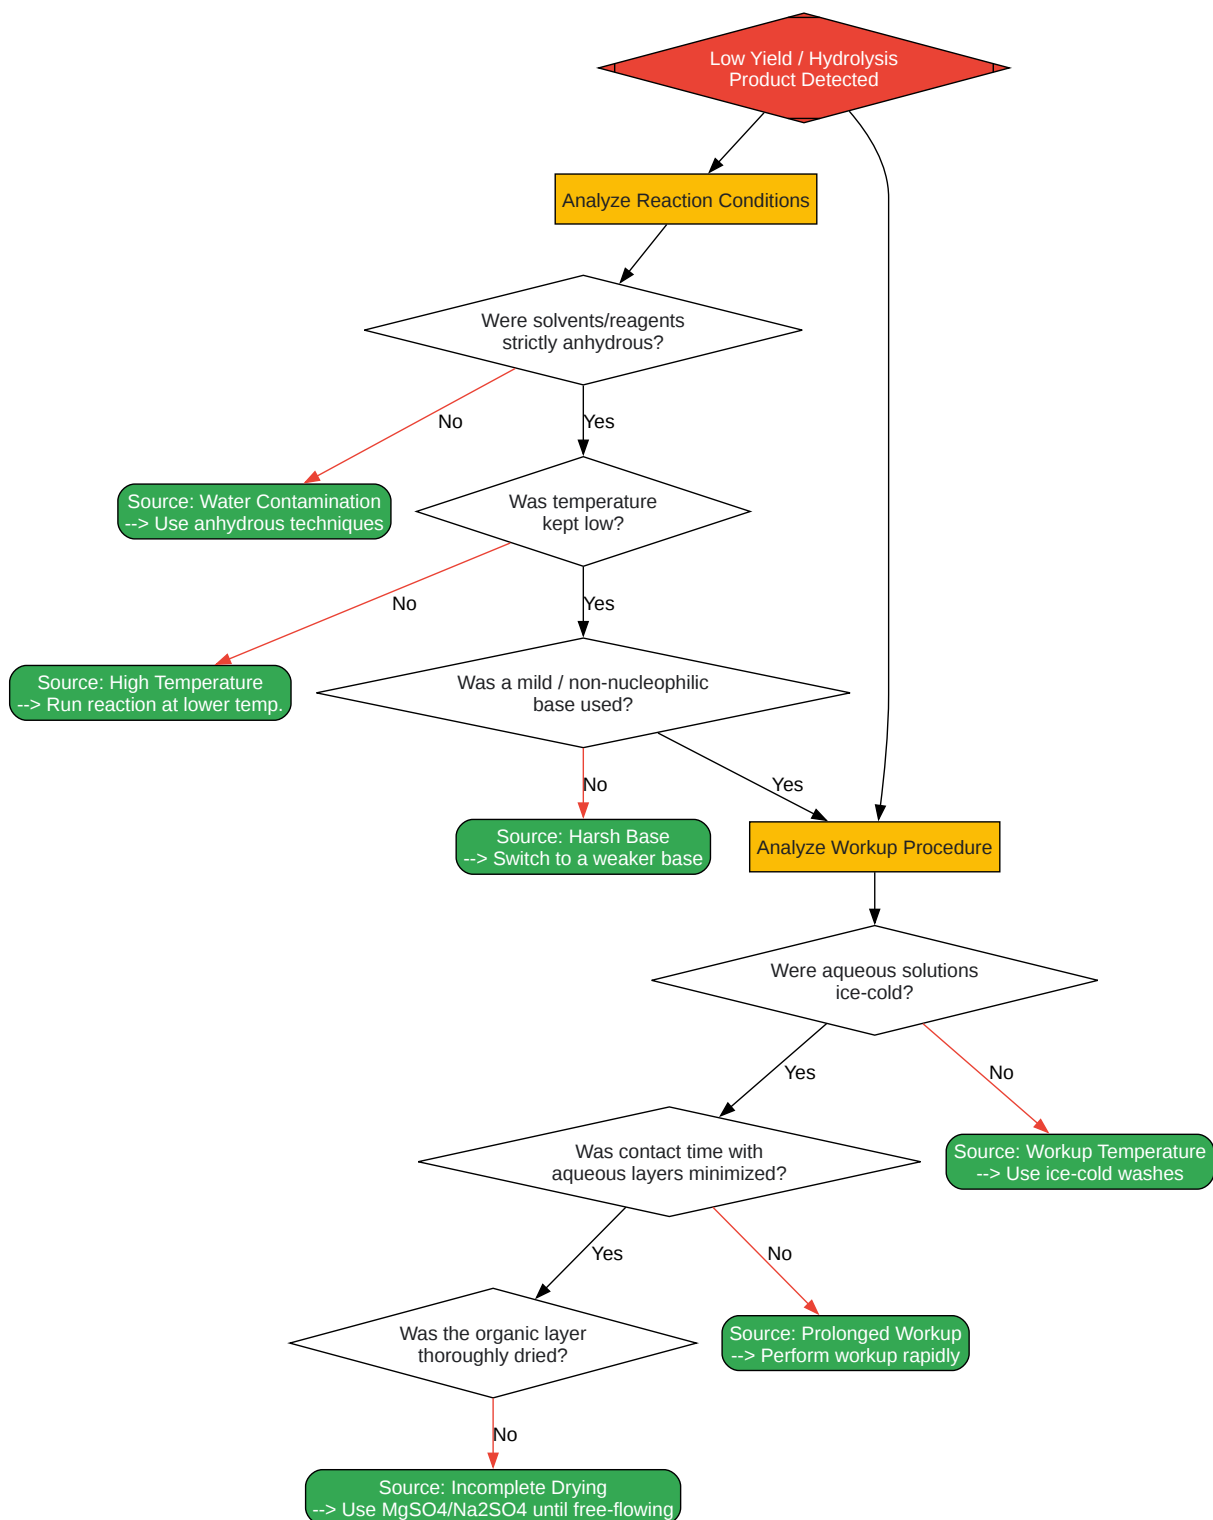 Low Yield / Hydrolysis
Product Detected
Analyze Reaction Conditions
Were solvents/reagents
strictly anhydrous?
No
Yes
Source: Water Contamination
--> Use anhydrous techniques
Was temperature
kept low?
No
Yes
Source: High Temperature
--> Run reaction at lower temp.
Was a mild / non-nucleophilic
base used?
No
Yes
Source: Harsh Base
--> Switch to a weaker base
Analyze Workup Procedure
Were aqueous solutions
ice-cold?
Yes
No
Was contact time with
aqueous layers minimized?
Source: Workup Temperature
--> Use ice-cold washes
Yes
No
Was the organic layer
thoroughly dried?
Source: Prolonged Workup
--> Perform workup rapidly
No
Source: Incomplete Drying
--> Use MgSO4/Na2SO4 until free-flowing